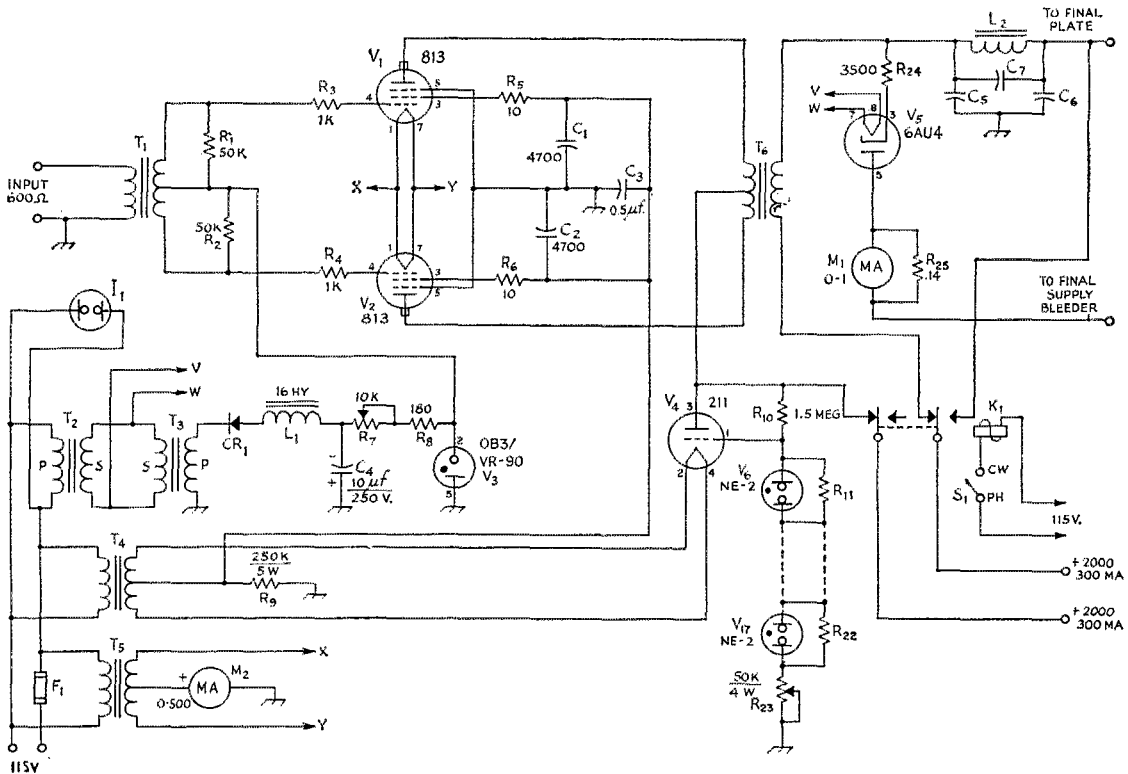 TO FINAL
PLATE
L2
V1
813
3500
R24
C7
C5
C6
V
W
7
8
3
V5
6AU4
5
R3
1K
4
5
3
R5
10
1
7
T1
R1
50K
C1
4700
T6
INPUT
600Ω
X
Y
C3
0.5µf.
50K
R2
C2
4700
R4
1K
4
1
7
3
5
R6
10
V2
813
M1
0-1
MA
R25
.14
TO FINAL
SUPPLY
BLEEDER
I1
V
W
16 HY
L1
10K
R7
180
R8
T2
T3
P
S
S
P
CR1
-
+
C4
10µf
250 V.
2
5
OB3/
VR-90
V3
V4
3
211
1
2
4
R10
1.5 MEG
K1
V6
NE-2
R11
CW
S1
PH
115V.
T4
250K
5W
R9
+2000
300 MA
V17
NE-2
R22
+2000
300 MA
T5
X
F1
+
M2
MA
0-500
50K
4 W
R23
Y
115V